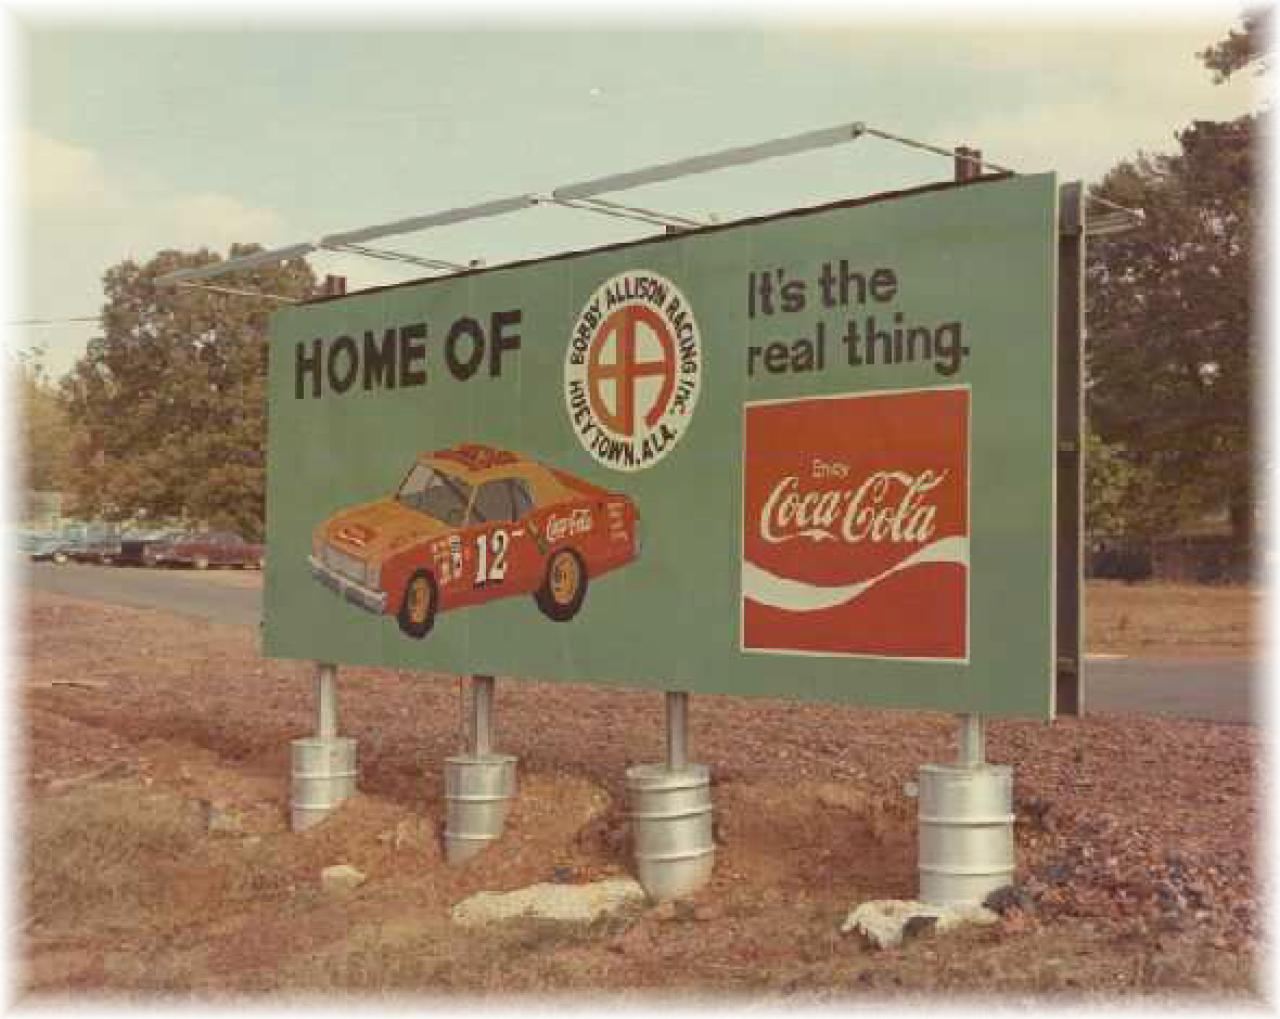 HOME OF
BOBBY ALLISON RACING INC.
HUEYTOWN, ALA.
It's the
real thing.
Enjoy
Coca-Cola
12
Coca-Cola